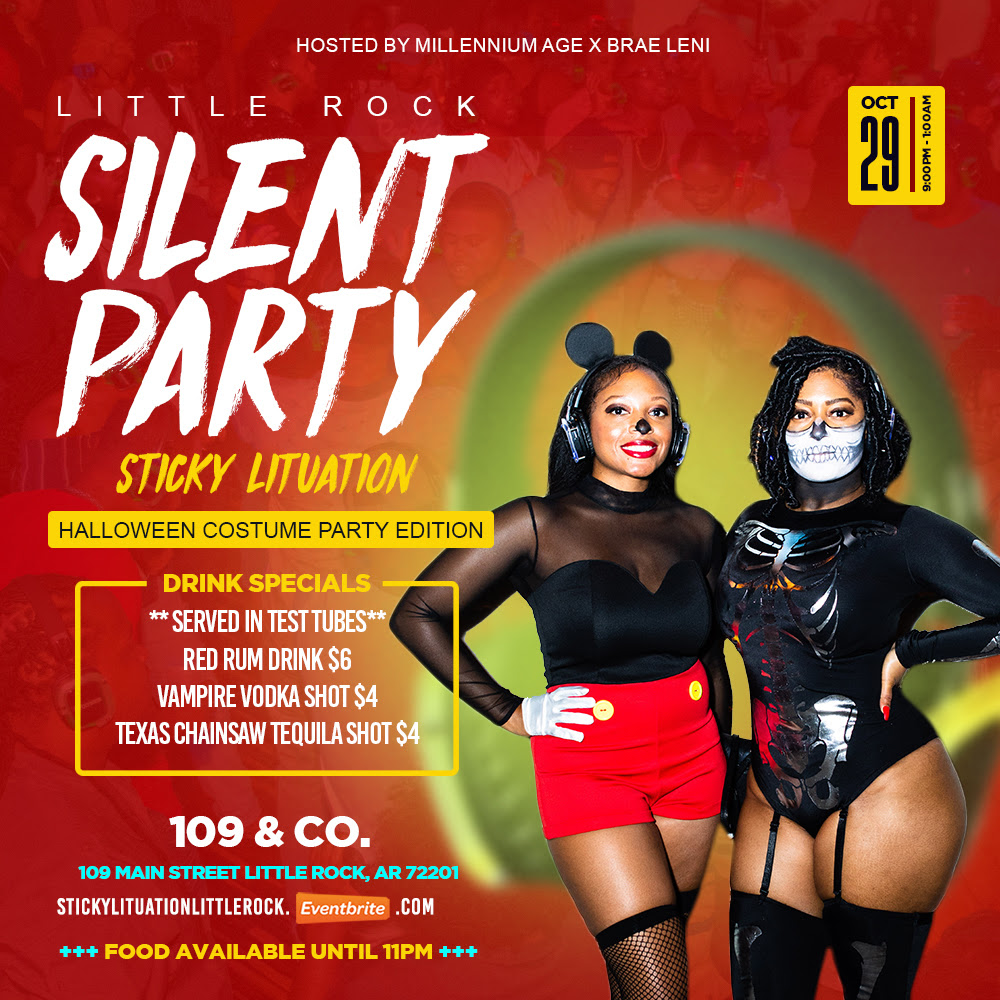 HOSTED BY MILLENNIUM AGE X BRAE LENI
LITTLE ROCK
OCT
29
9:00PM - 1:00AM
SILENT
PARTY
STICKY LITUATION
HALLOWEEN COSTUME PARTY EDITION
DRINK SPECIALS
** SERVED IN TEST TUBES**
RED RUM DRINK $6
VAMPIRE VODKA SHOT $4
TEXAS CHAINSAW TEQUILA SHOT $4
109 & CO.
109 MAIN STREET LITTLE ROCK, AR 72201
STICKYLITUATIONLITTLEROCK. Eventbrite .COM
+++ FOOD AVAILABLE UNTIL 11PM +++